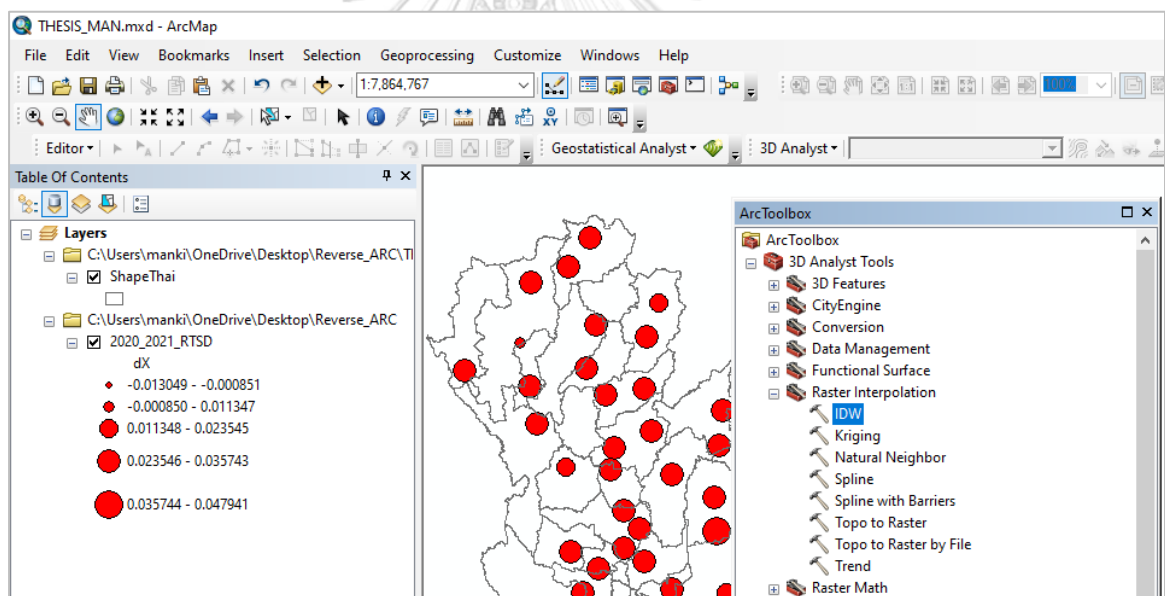 THESIS_MAN.mxd - ArcMap
File Edit View Bookmarks Insert Selection Geoprocessing Customize Windows Help
1:7,864,767
100%
Editor Geostatistical Analyst 3D Analyst
Table Of Contents
Layers
C:\Users\manki\OneDrive\Desktop\Reverse_ARC\Tl
ShapeThai
C:\Users\manki\OneDrive\Desktop\Reverse_ARC
2020_2021_RTSD
dX
-0.013049 - -0.000851
-0.000850 - 0.011347
0.011348 - 0.023545
0.023546 - 0.035743
0.035744 - 0.047941
ArcToolbox
ArcToolbox
3D Analyst Tools
3D Features
CityEngine
Conversion
Data Management
Functional Surface
Raster Interpolation
IDW
Kriging
Natural Neighbor
Spline
Spline with Barriers
Topo to Raster
Topo to Raster by File
Trend
Raster Math